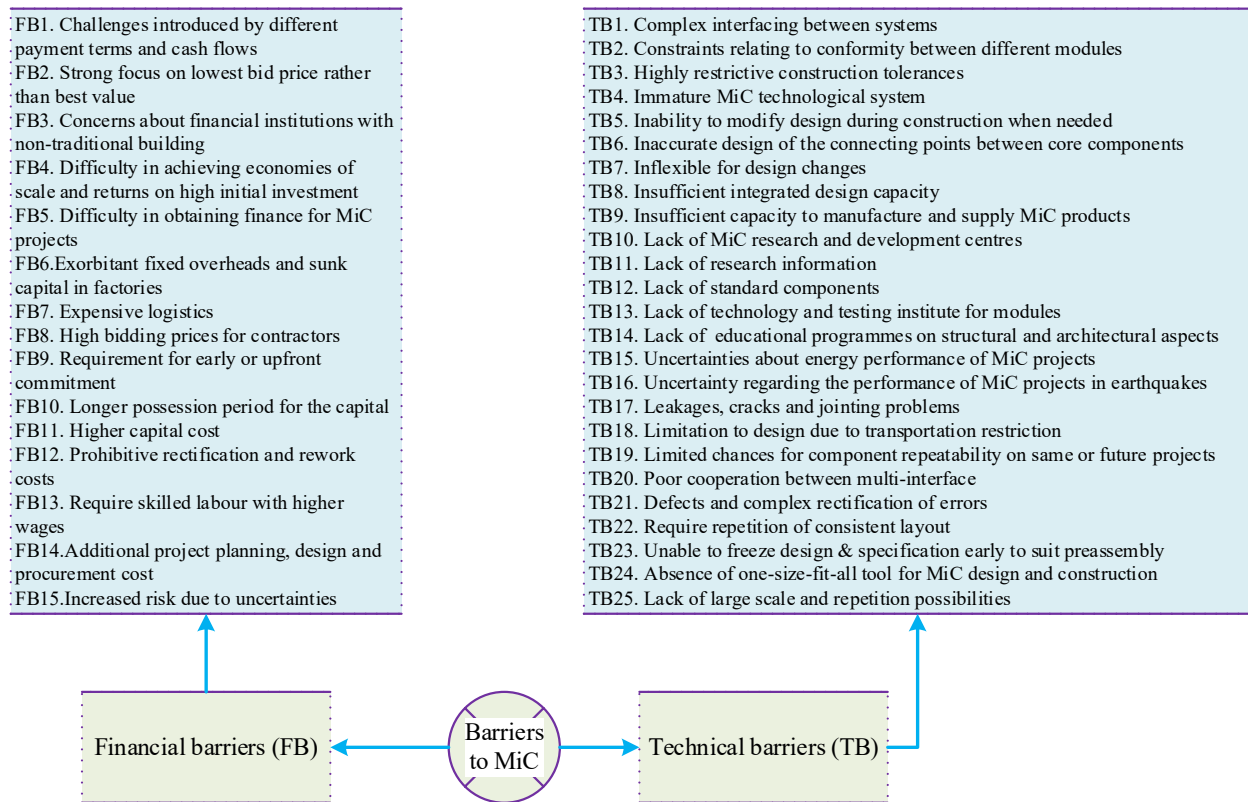 FB1. Challenges introduced by different
payment terms and cash flows
FB2. Strong focus on lowest bid price rather
than best value
FB3. Concerns about financial institutions with
non-traditional building
FB4. Difficulty in achieving economies of
scale and returns on high initial investment
FB5. Difficulty in obtaining finance for MiC
projects
FB6.Exorbitant fixed overheads and sunk
capital in factories
FB7. Expensive logistics
FB8. High bidding prices for contractors
FB9. Requirement for early or upfront
commitment
FB10. Longer possession period for the capital
FB11. Higher capital cost
FB12. Prohibitive rectification and rework
costs
FB13. Require skilled labour with higher
wages
FB14.Additional project planning, design and
procurement cost
FB15.Increased risk due to uncertainties
TB1. Complex interfacing between systems
TB2. Constraints relating to conformity between different modules
TB3. Highly restrictive construction tolerances
TB4. Immature MiC technological system
TB5. Inability to modify design during construction when needed
TB6. Inaccurate design of the connecting points between core components
TB7. Inflexible for design changes
TB8. Insufficient integrated design capacity
TB9. Insufficient capacity to manufacture and supply MiC products
TB10. Lack of MiC research and development centres
TB11. Lack of research information
TB12. Lack of standard components
TB13. Lack of technology and testing institute for modules
TB14. Lack of educational programmes on structural and architectural aspects
TB15. Uncertainties about energy performance of MiC projects
TB16. Uncertainty regarding the performance of MiC projects in earthquakes
TB17. Leakages, cracks and jointing problems
TB18. Limitation to design due to transportation restriction
TB19. Limited chances for component repeatability on same or future projects
TB20. Poor cooperation between multi-interface
TB21. Defects and complex rectification of errors
TB22. Require repetition of consistent layout
TB23. Unable to freeze design & specification early to suit preassembly
TB24. Absence of one-size-fit-all tool for MiC design and construction
TB25. Lack of large scale and repetition possibilities
Financial barriers (FB)
Barriers
to MiC
Technical barriers (TB)